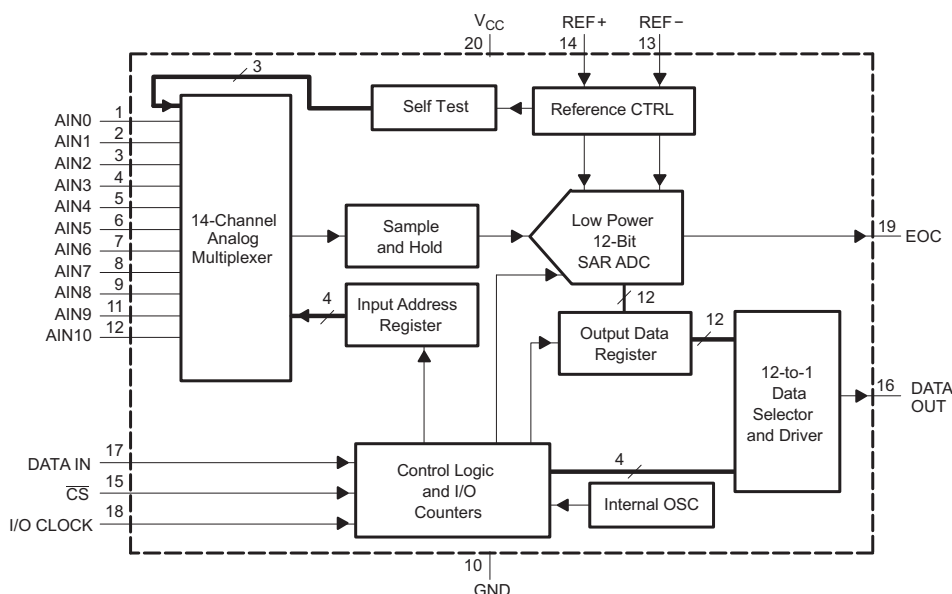 VCC
REF+
REF−
20
14
13
3
Self Test
Reference CTRL
AIN0
1
AIN1
2
AIN2
3
AIN3
4
AIN4
5
AIN5
6
AIN6
7
AIN7
8
AIN8
9
AIN9
11
AIN10
12
14-Channel
Analog
Multiplexer
Sample
and Hold
Low Power
12-Bit
SAR ADC
19
EOC
4
Input Address
Register
12
Output Data
Register
12
12-to-1
Data
Selector
and Driver
16
DATA
OUT
DATA IN
17
CS
15
I/O CLOCK
18
Control Logic
and I/O
Counters
4
Internal OSC
10
GND